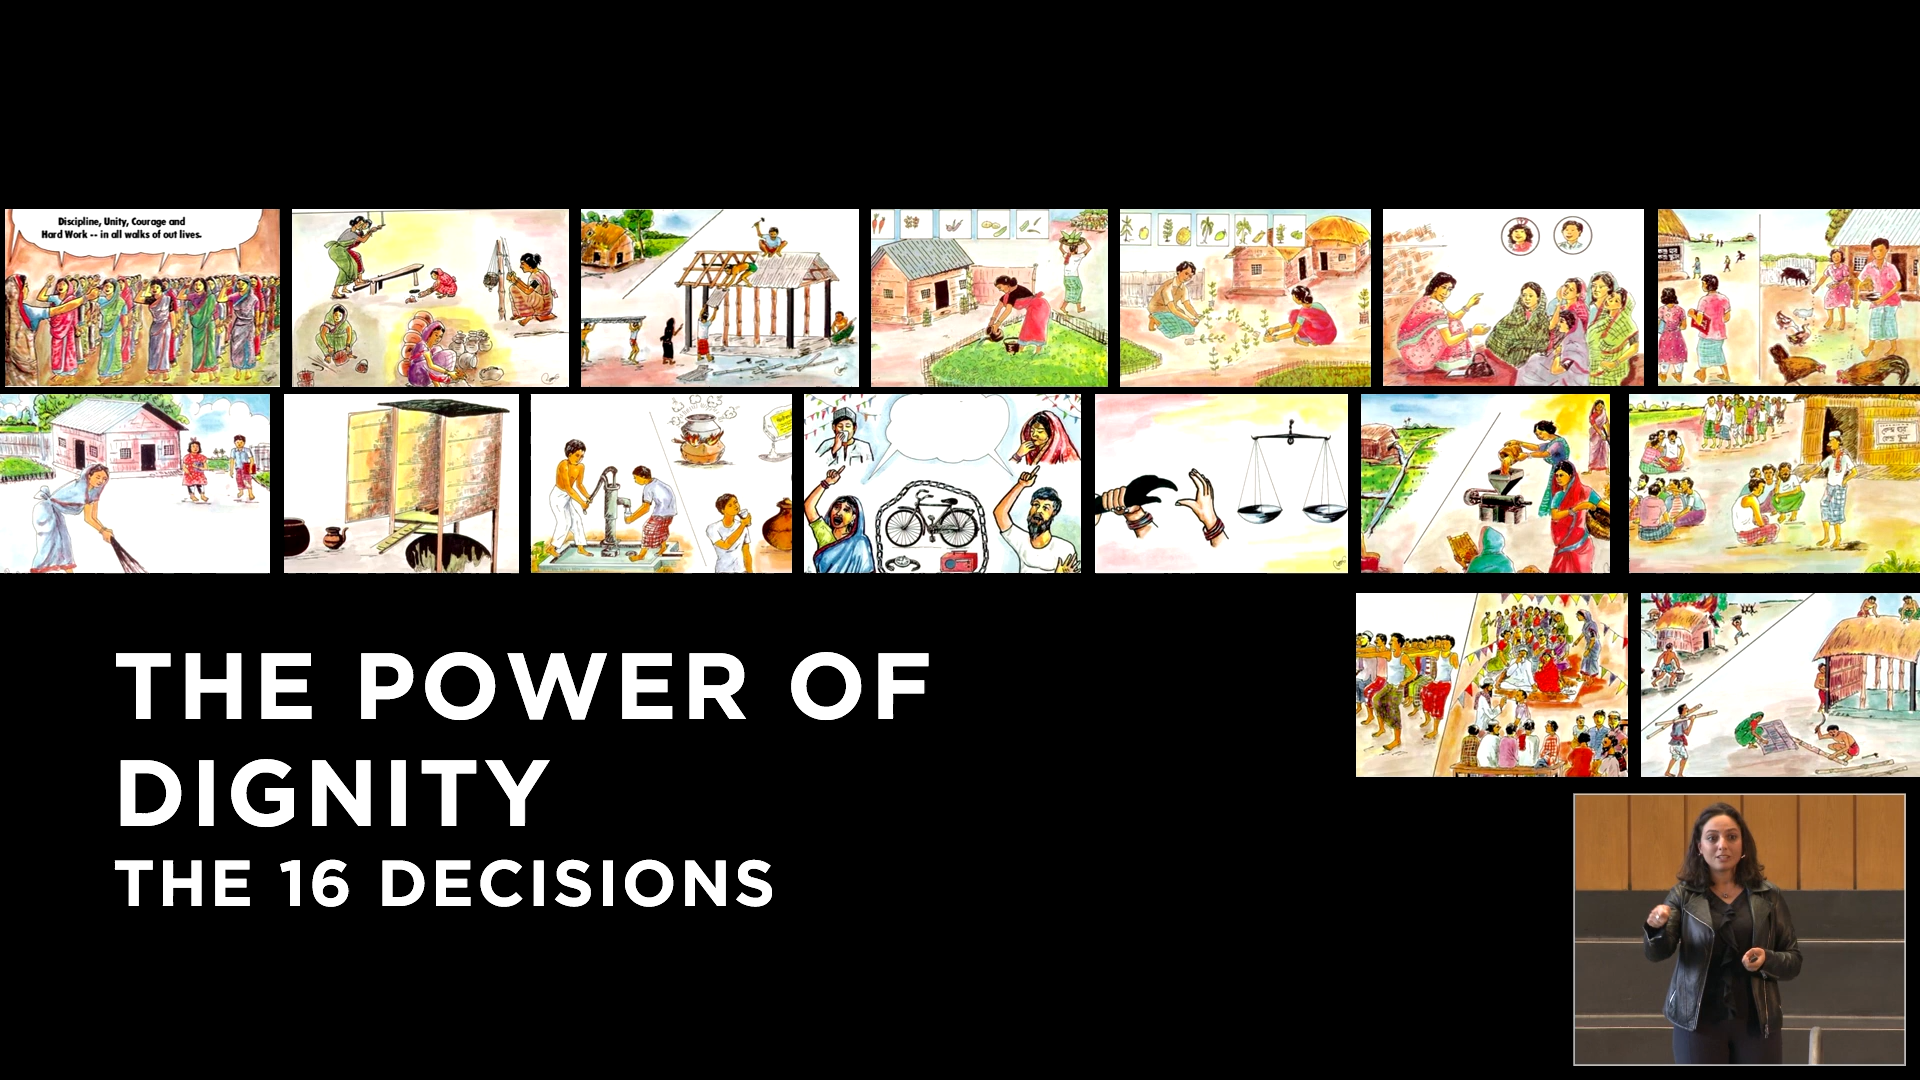 Discipline, Unity, Courage and
Hard Work -- in all walks of out lives.
THE POWER OF
DIGNITY
THE 16 DECISIONS